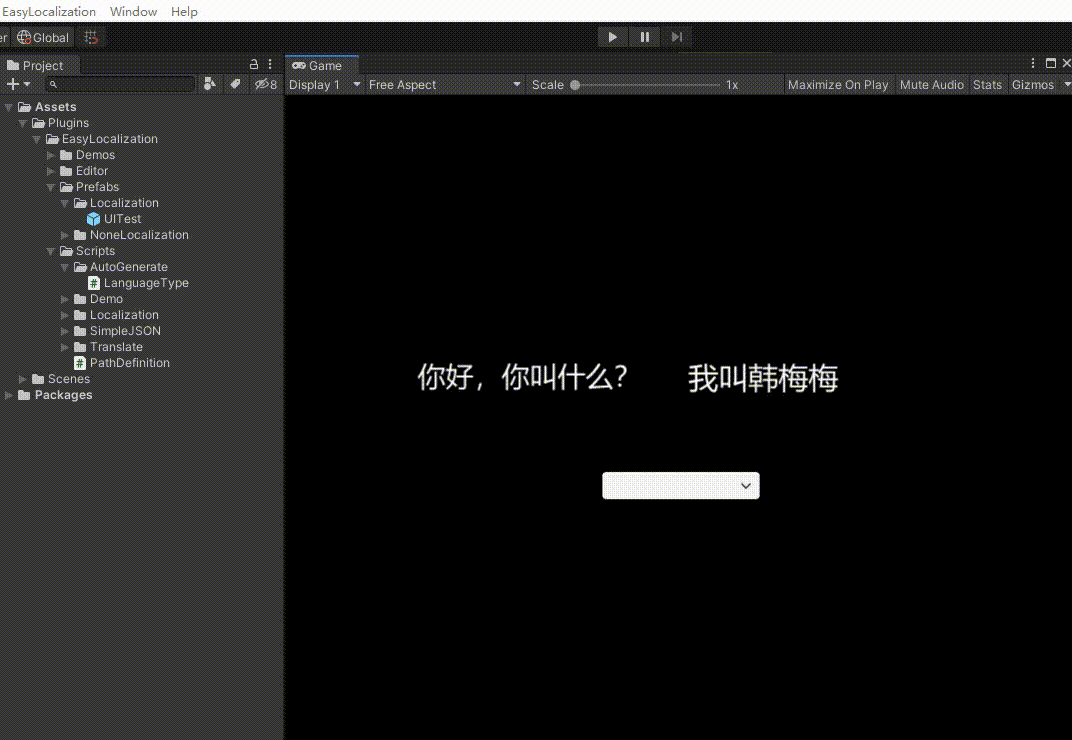 EasyLocalization Window Help
er Global
Project
Game
8
Display 1 Free Aspect Scale 1x Maximize On Play Mute Audio Stats Gizmos
Assets
Plugins
EasyLocalization
Demos
Editor
Prefabs
Localization
UITest
NoneLocalization
Scripts
AutoGenerate
LanguageType
Demo
Localization
SimpleJSON
Translate
PathDefinition
Scenes
Packages
你好，你叫什么？ 我叫韩梅梅